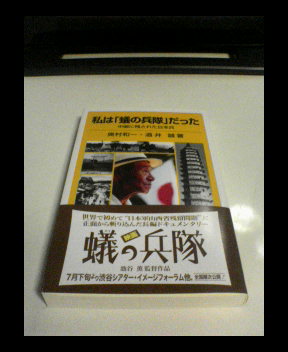 私は「蟻の兵隊」だった
中国に残された日本兵
奥村和一・酒井 誠著
世界で初めて“日本軍山西省残留問題”に
正面から斬り込んだ長編ドキュメンタリー
映画
蟻の兵隊
池谷 薫 監督作品
7月下旬より渋谷シアター・イメージフォーラム他、全国順次公開!